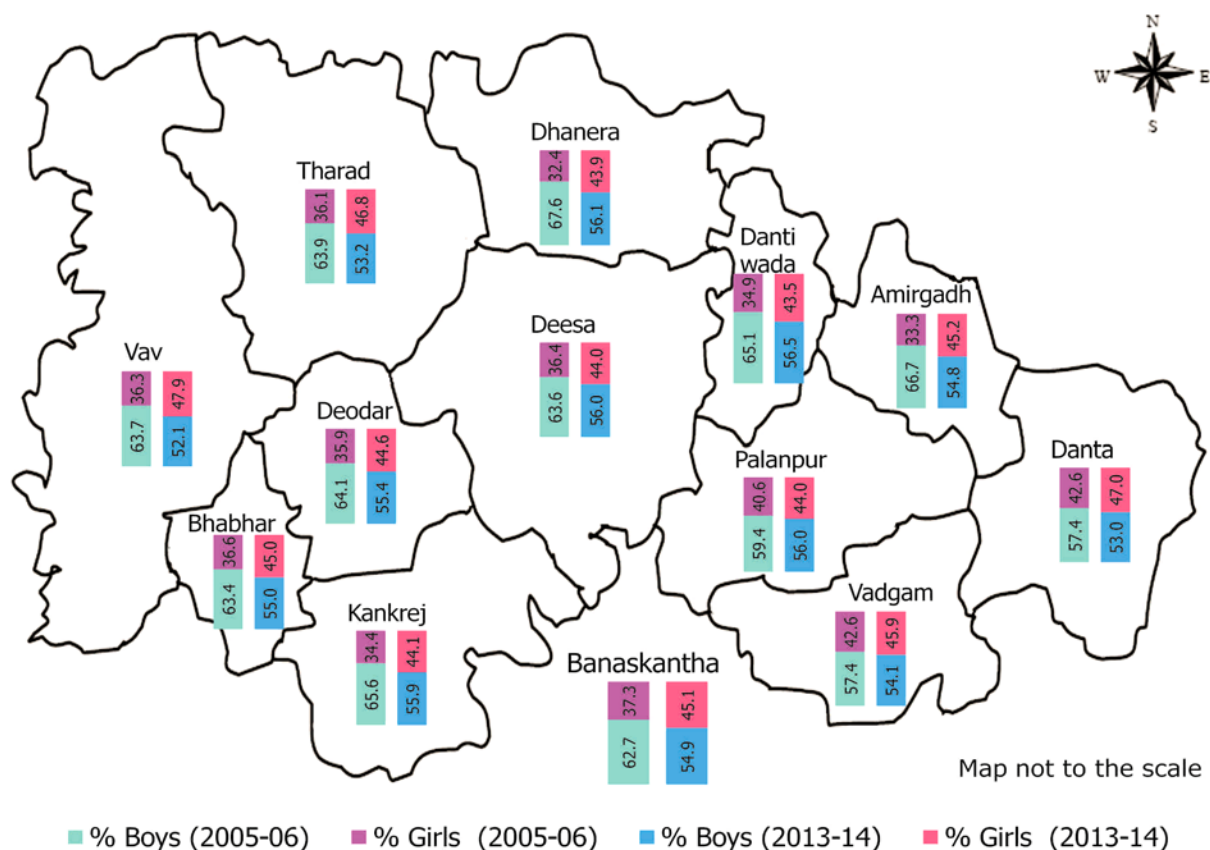 N
W E
S
Dhanera
32.4 43.9
67.6 56.1
Tharad
36.1 46.8
63.9 53.2
Danti
wada
34.9 43.5
65.1 56.5
Amirgadh
33.3 45.2
66.7 54.8
Deesa
36.4 44.0
63.6 56.0
Vav
36.3 47.9
63.7 52.1
Deodar
35.9 44.6
64.1 55.4
Palanpur
40.6 44.0
59.4 56.0
Danta
42.6 47.0
57.4 53.0
Bhabhar
36.6 45.0
63.4 55.0
Kankrej
34.4 44.1
65.6 55.9
Vadgam
42.6 45.9
57.4 54.1
Banaskantha
37.3 45.1
62.7 54.9
Map not to the scale
% Boys (2005-06) % Girls (2005-06) % Boys (2013-14) % Girls (2013-14)